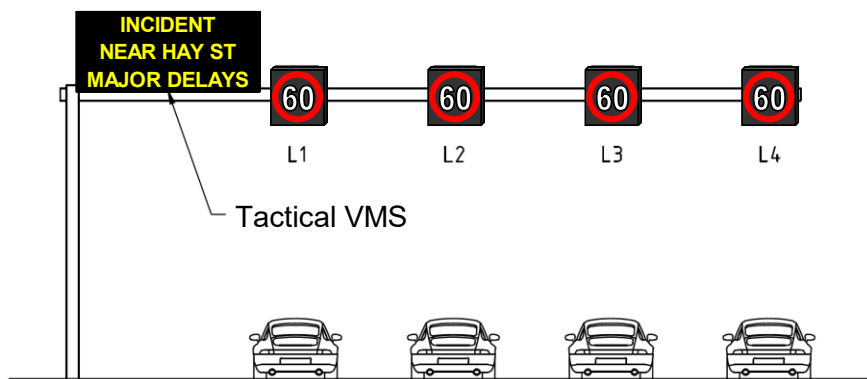 INCIDENT
NEAR HAY ST
MAJOR DELAYS
60 60 60 60
L1 L2 L3 L4
Tactical VMS